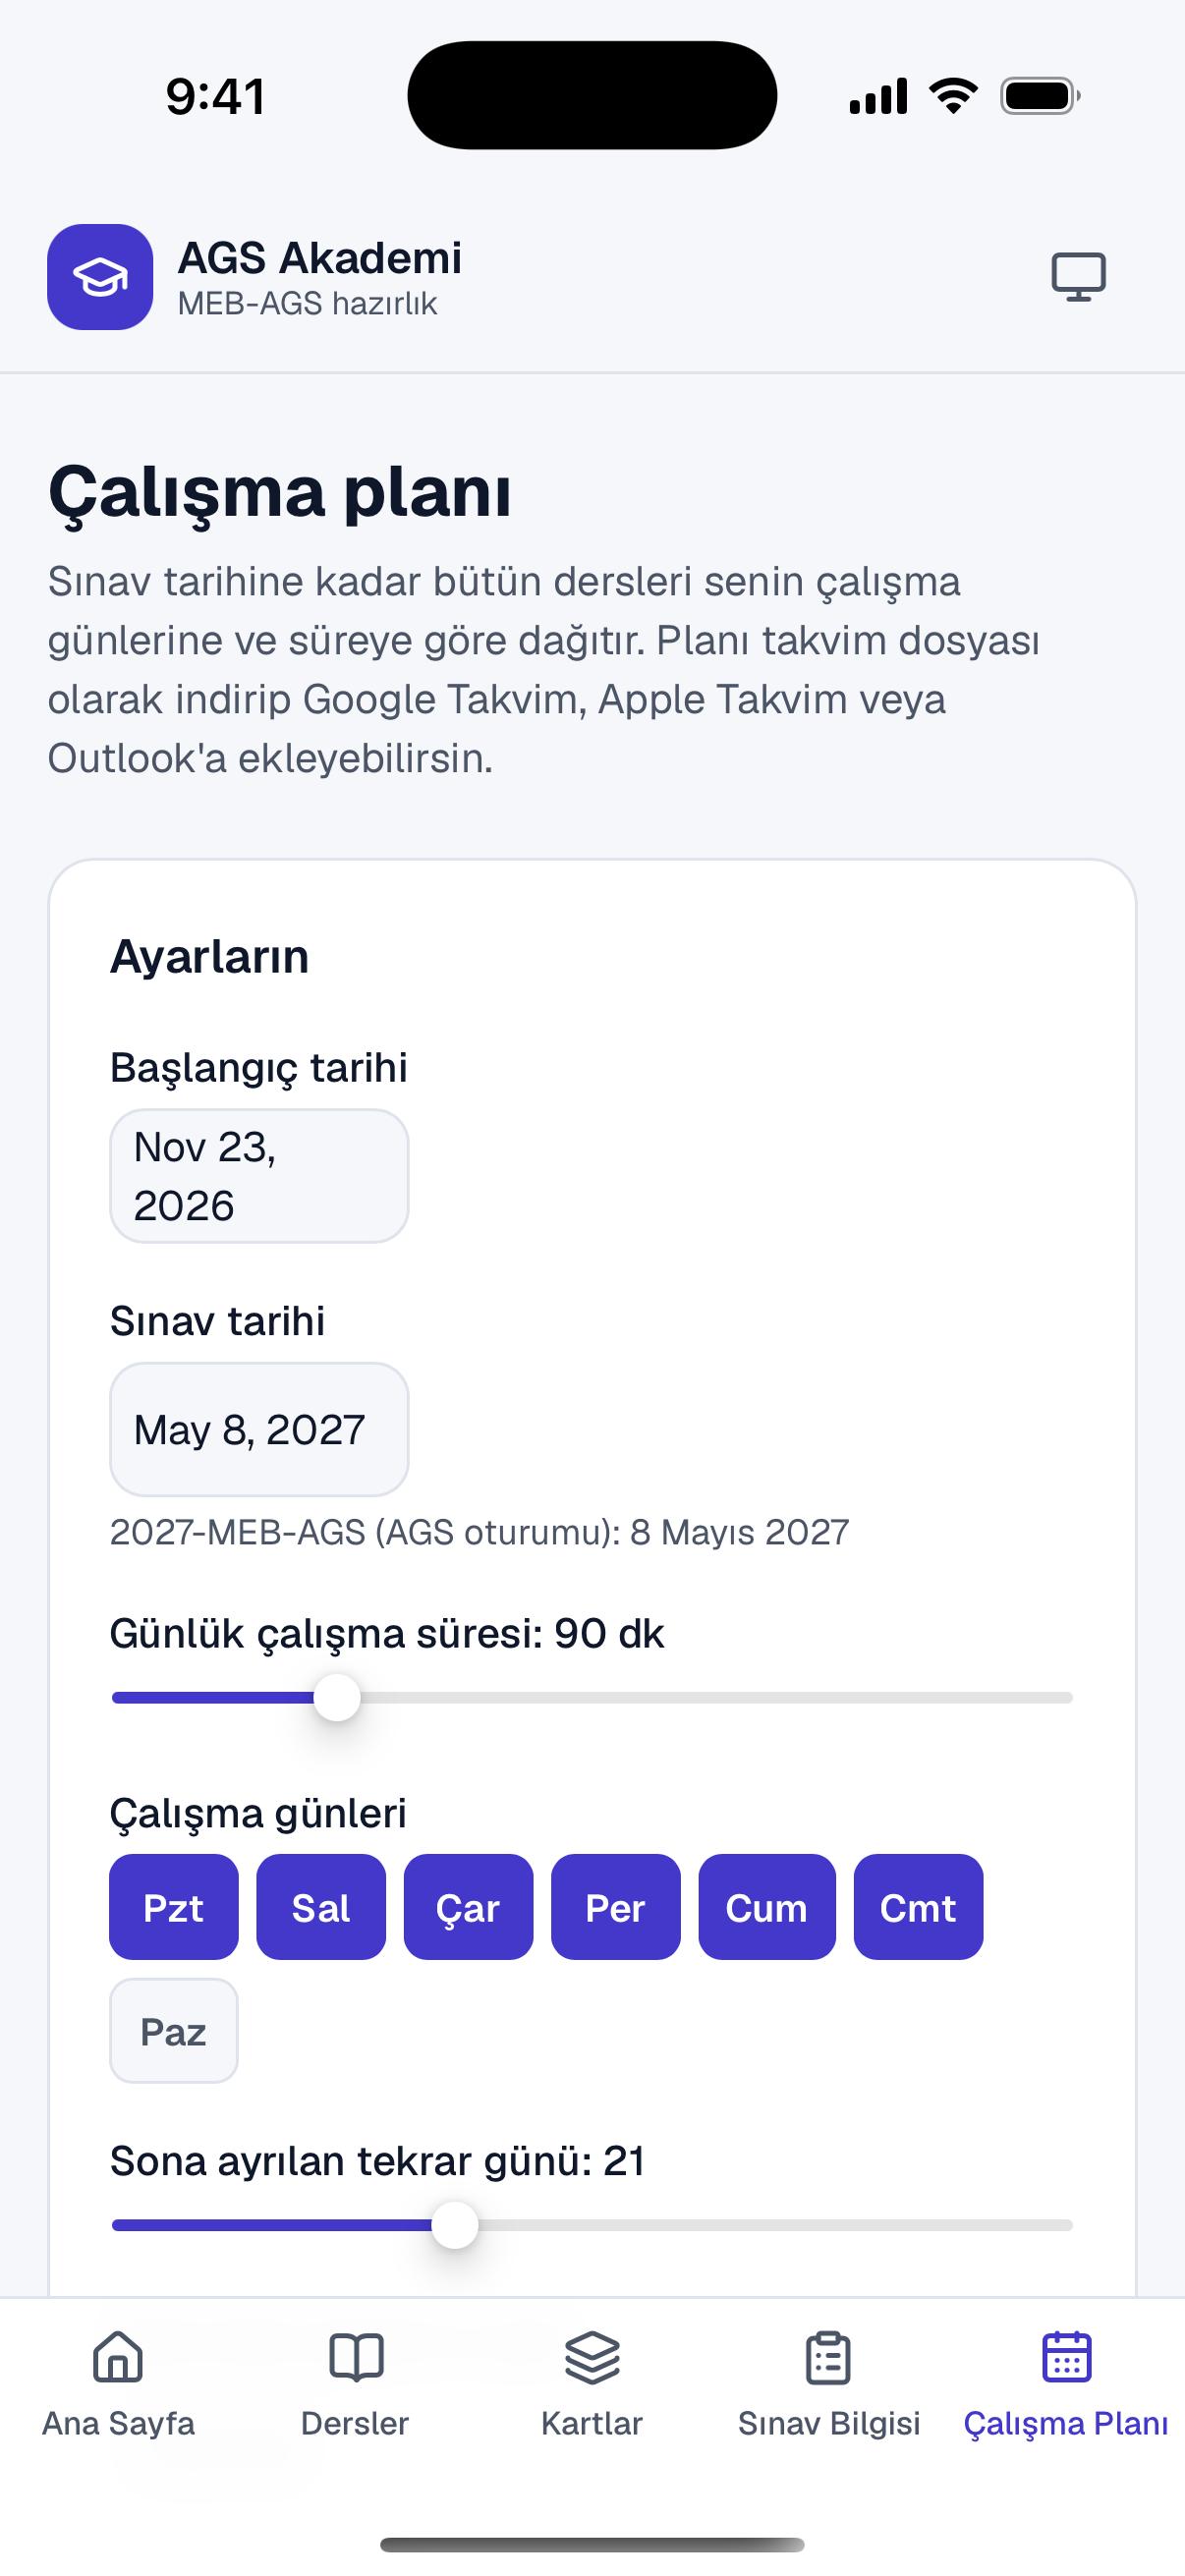 9:41
AGS Akademi
MEB-AGS hazırlık
Çalışma planı
Sınav tarihine kadar bütün dersleri senin çalışma
günlerine ve süreye göre dağıtır. Planı takvim dosyası
olarak indirip Google Takvim, Apple Takvim veya
Outlook'a ekleyebilirsin.
Ayarların
Başlangıç tarihi
Nov 23,
2026
Sınav tarihi
May 8, 2027
2027-MEB-AGS (AGS oturumu): 8 Mayıs 2027
Günlük çalışma süresi: 90 dk
Çalışma günleri
Pzt Sal Çar Per Cum Cmt
Paz
Sona ayrılan tekrar günü: 21
Ana Sayfa Dersler Kartlar Sınav Bilgisi Çalışma Planı